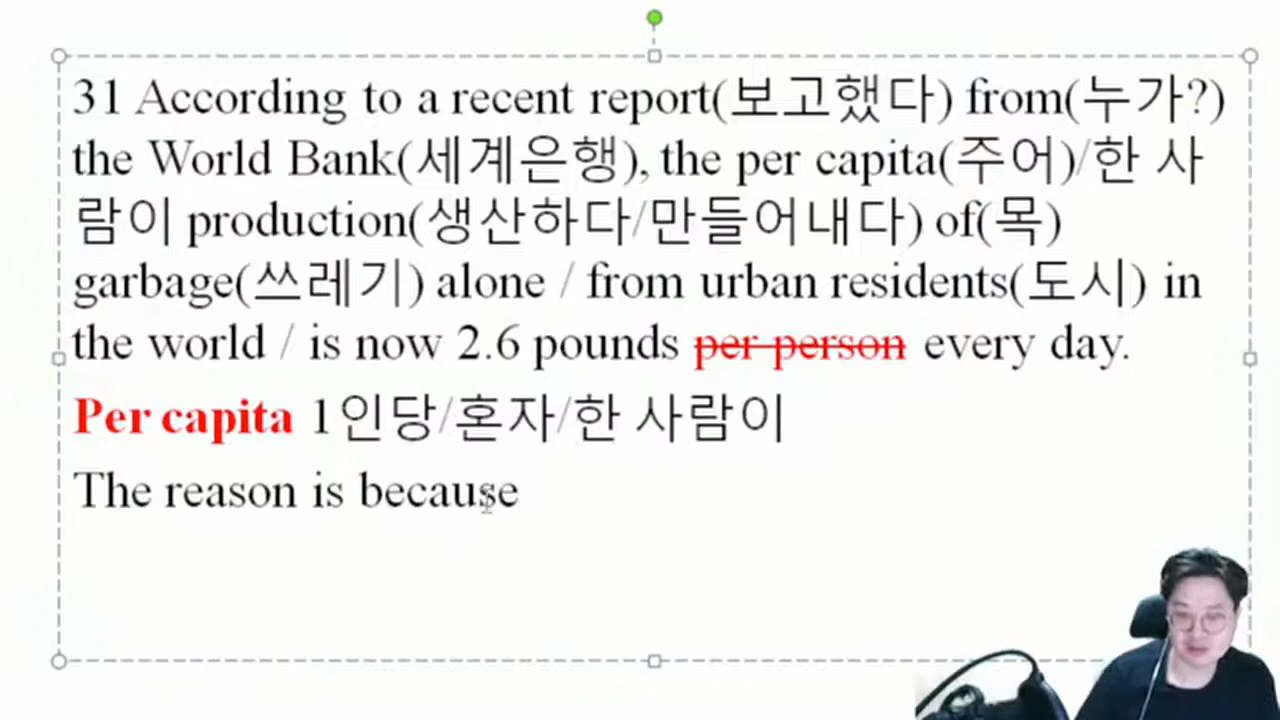 31 According to a recent report(보고했다) from(누가?)
the World Bank(세계은행), the per capita(주어)/한 사
람이 production(생산하다/만들어내다) of(목)
garbage(쓰레기) alone / from urban residents(도시) in
the world / is now 2.6 pounds per person every day.
Per capita 1인당/혼자/한 사람이
The reason is because